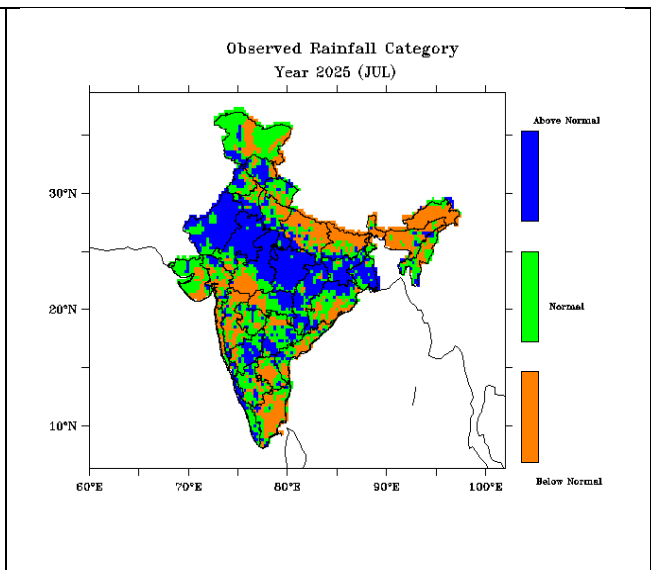 Observed Rainfall Category
Year 2025 (JUL)
Above Normal
30°N
Normal
20°N
10°N
Below Normal
60°E 70°E 80°E 90°E 100°E